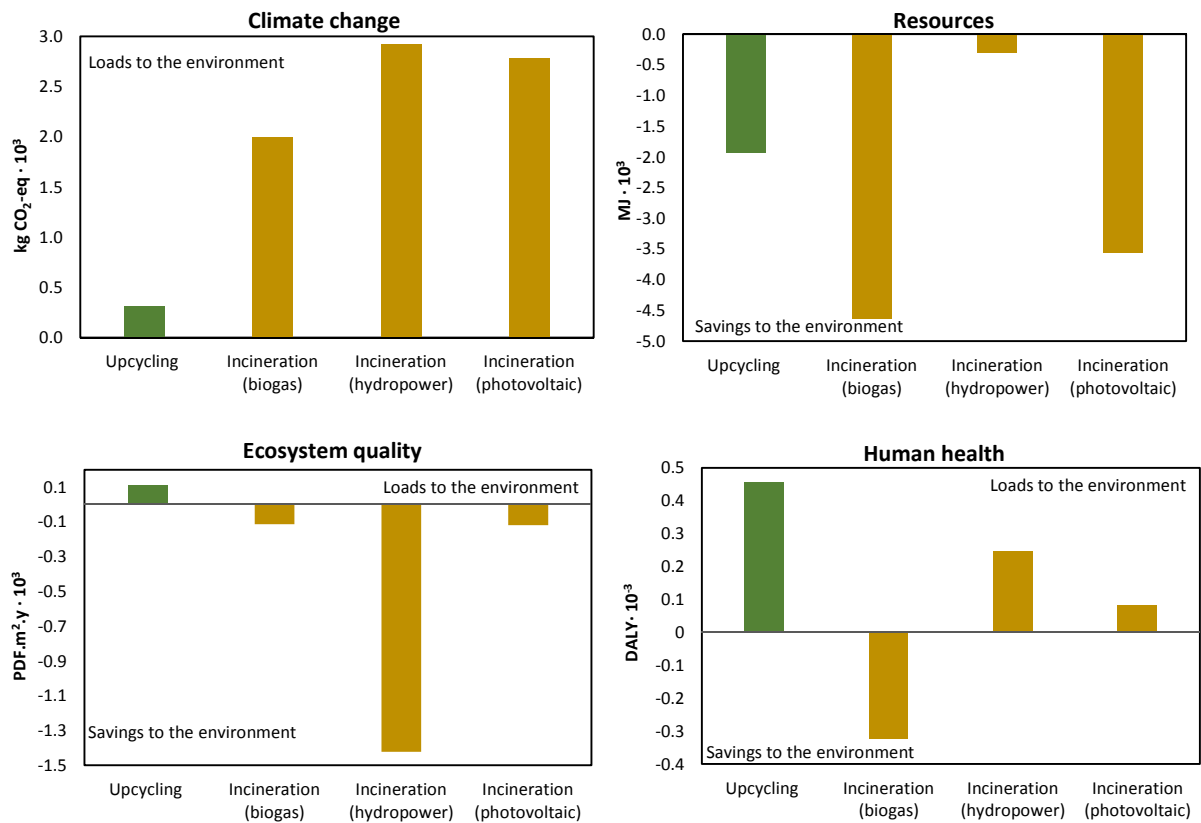 Climate change
kg CO₂-eq · 10³
3.0
2.5
2.0
1.5
1.0
0.5
0.0
Loads to the environment
Upcycling
Incineration
(biogas)
Incineration
(hydropower)
Incineration
(photovoltaic)
Resources
MJ · 10³
0.0
-0.5
-1.0
-1.5
-2.0
-2.5
-3.0
-3.5
-4.0
-4.5
-5.0
Savings to the environment
Upcycling
Incineration
(biogas)
Incineration
(hydropower)
Incineration
(photovoltaic)
Ecosystem quality
PDF.m².y · 10³
0.1
-0.1
-0.3
-0.5
-0.7
-0.9
-1.1
-1.3
-1.5
Loads to the environment
Savings to the environment
Upcycling
Incineration
(biogas)
Incineration
(hydropower)
Incineration
(photovoltaic)
Human health
DALY· 10⁻³
0.5
0.4
0.3
0.2
0.1
0
-0.1
-0.2
-0.3
-0.4
Loads to the environment
Savings to the environment
Upcycling
Incineration
(biogas)
Incineration
(hydropower)
Incineration
(photovoltaic)